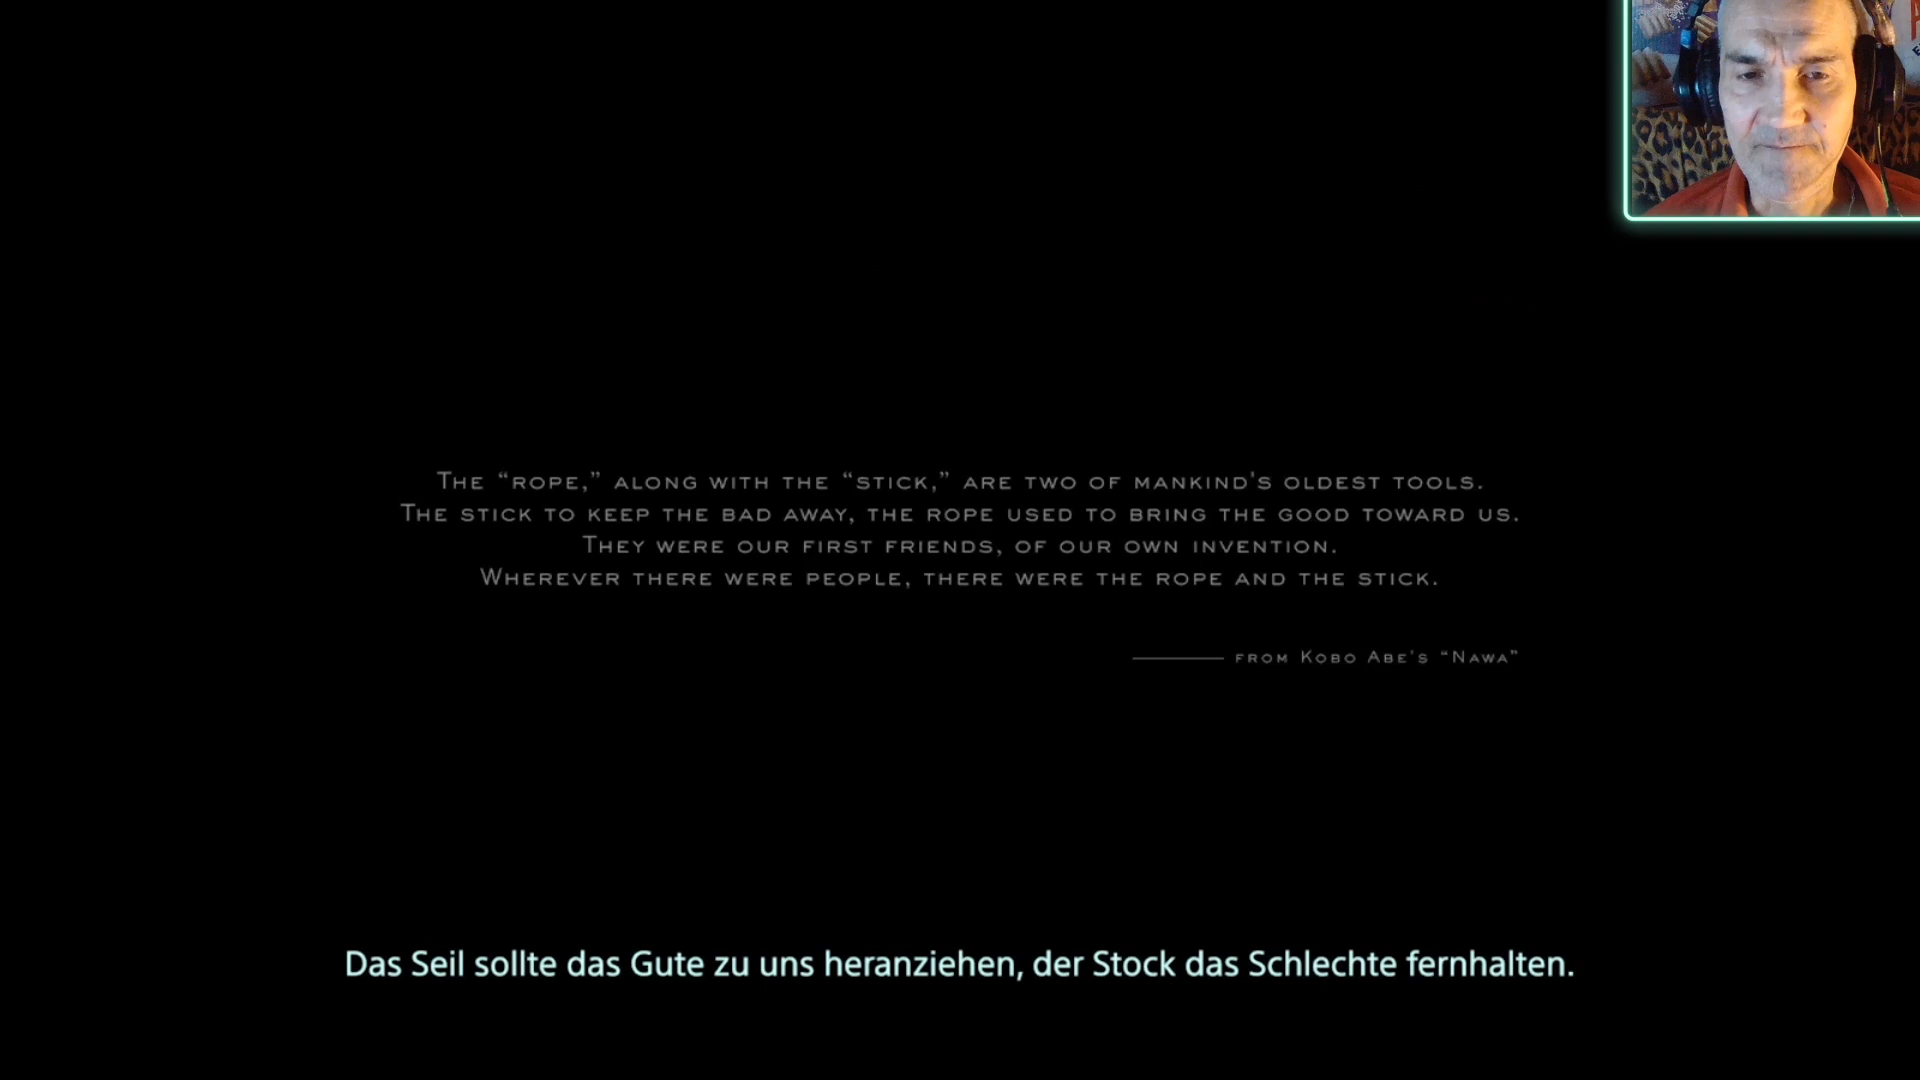 The “rope,” along with the “stick,” are two of mankind's oldest tools.
The stick to keep the bad away, the rope used to bring the good toward us.
They were our first friends, of our own invention.
Wherever there were people, there were the rope and the stick.
from Kobo Abe's “Nawa”
Das Seil sollte das Gute zu uns heranziehen, der Stock das Schlechte fernhalten.